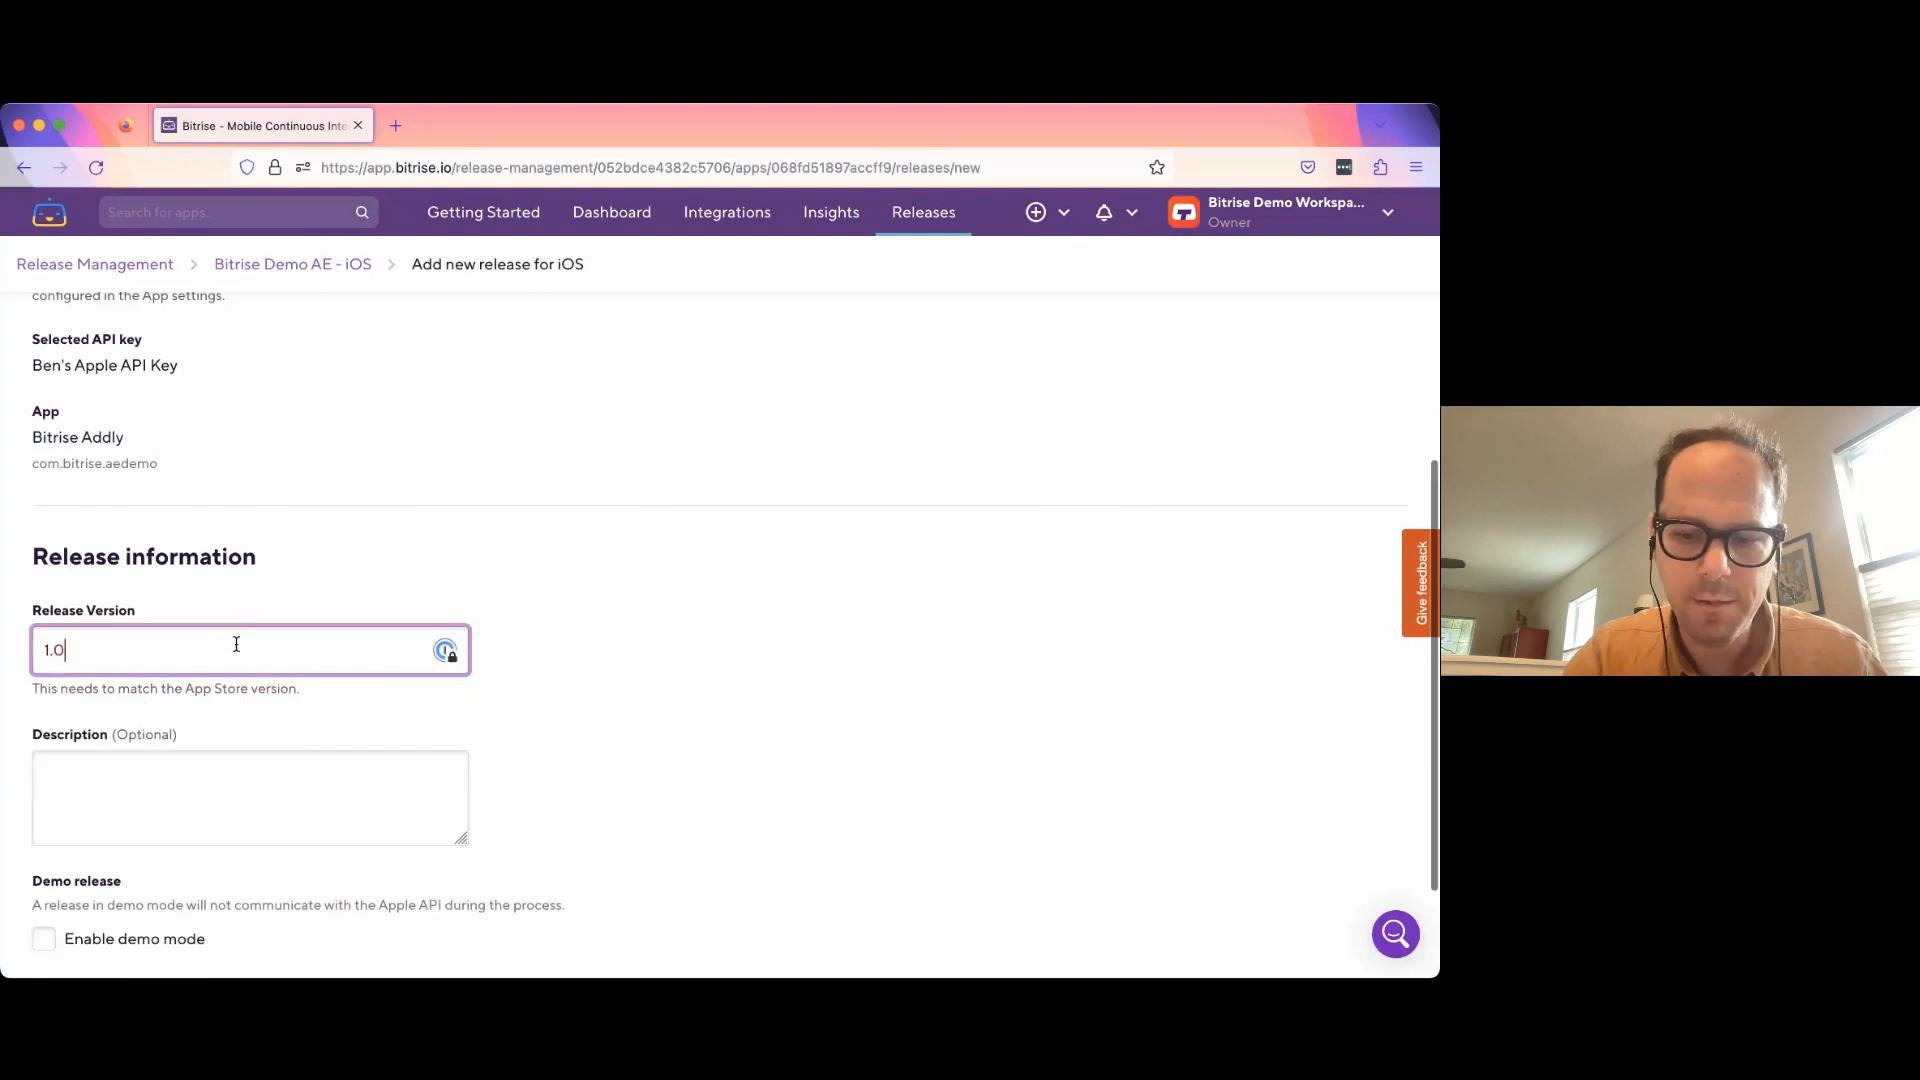 Bitrise - Mobile Continuous Inte
https://app.bitrise.io/release-management/052bdce4382c5706/apps/068fd51897accff9/releases/new
Search for apps..
Getting Started
Dashboard
Integrations
Insights
Releases
Bitrise Demo Workspa...
Owner
Release Management
Bitrise Demo AE - iOS
Add new release for iOS
configured in the App settings.
Selected API key
Ben's Apple API Key
App
Bitrise Addly
com.bitrise.aedemo
Release information
Release Version
1.0
This needs to match the App Store version.
Description (Optional)
Demo release
A release in demo mode will not communicate with the Apple API during the process.
Enable demo mode
Give feedback